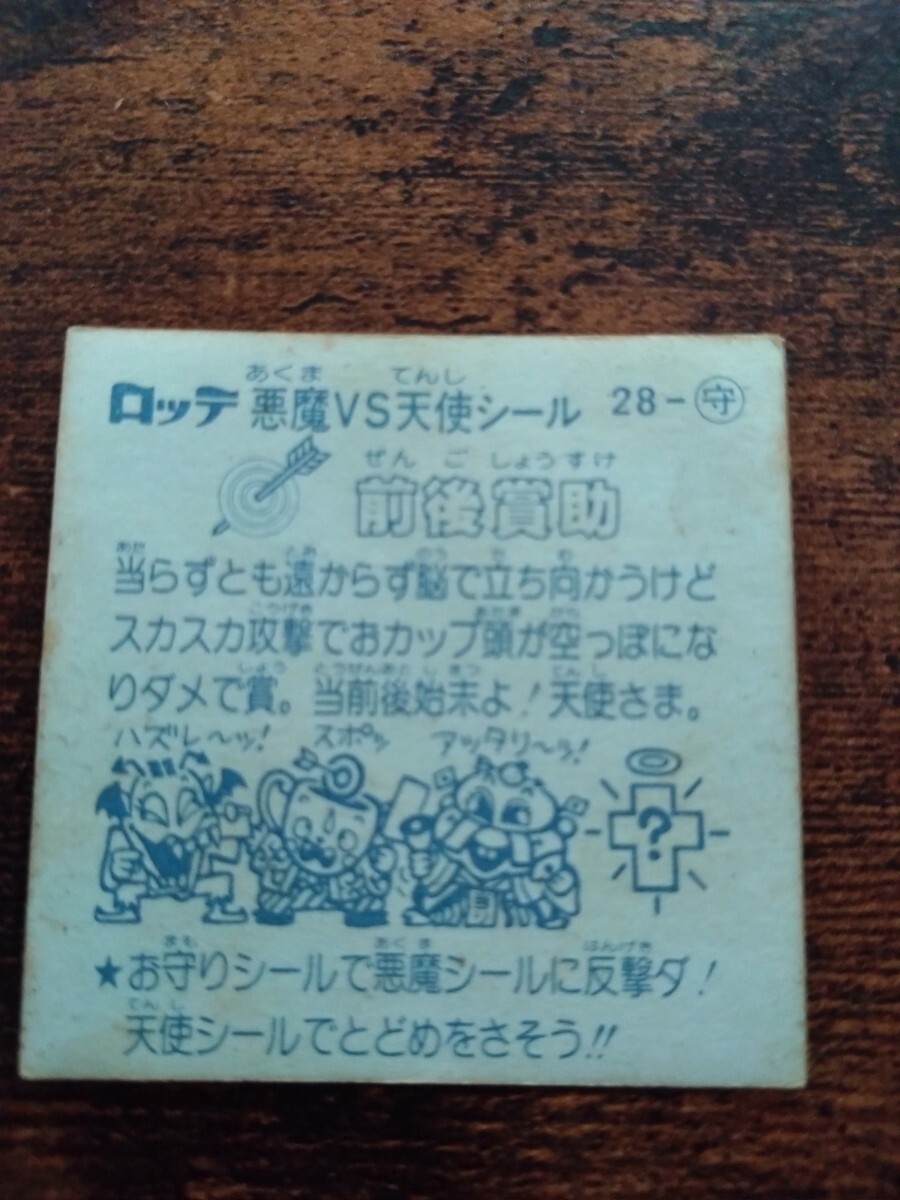 ロッテ 悪魔VS天使シール 28-守
前後賞助
当らずとも遠からず脳で立ち向かうけど
スカスカ攻撃でおカップ頭が空っぽにな
りダメで賞。当前後始末よ!天使さま。
ハズレ〜ッ! スポッ アッタリ〜ッ!
?
★お守りシールで悪魔シールに反撃ダ!
天使シールでとどめをさそう!!